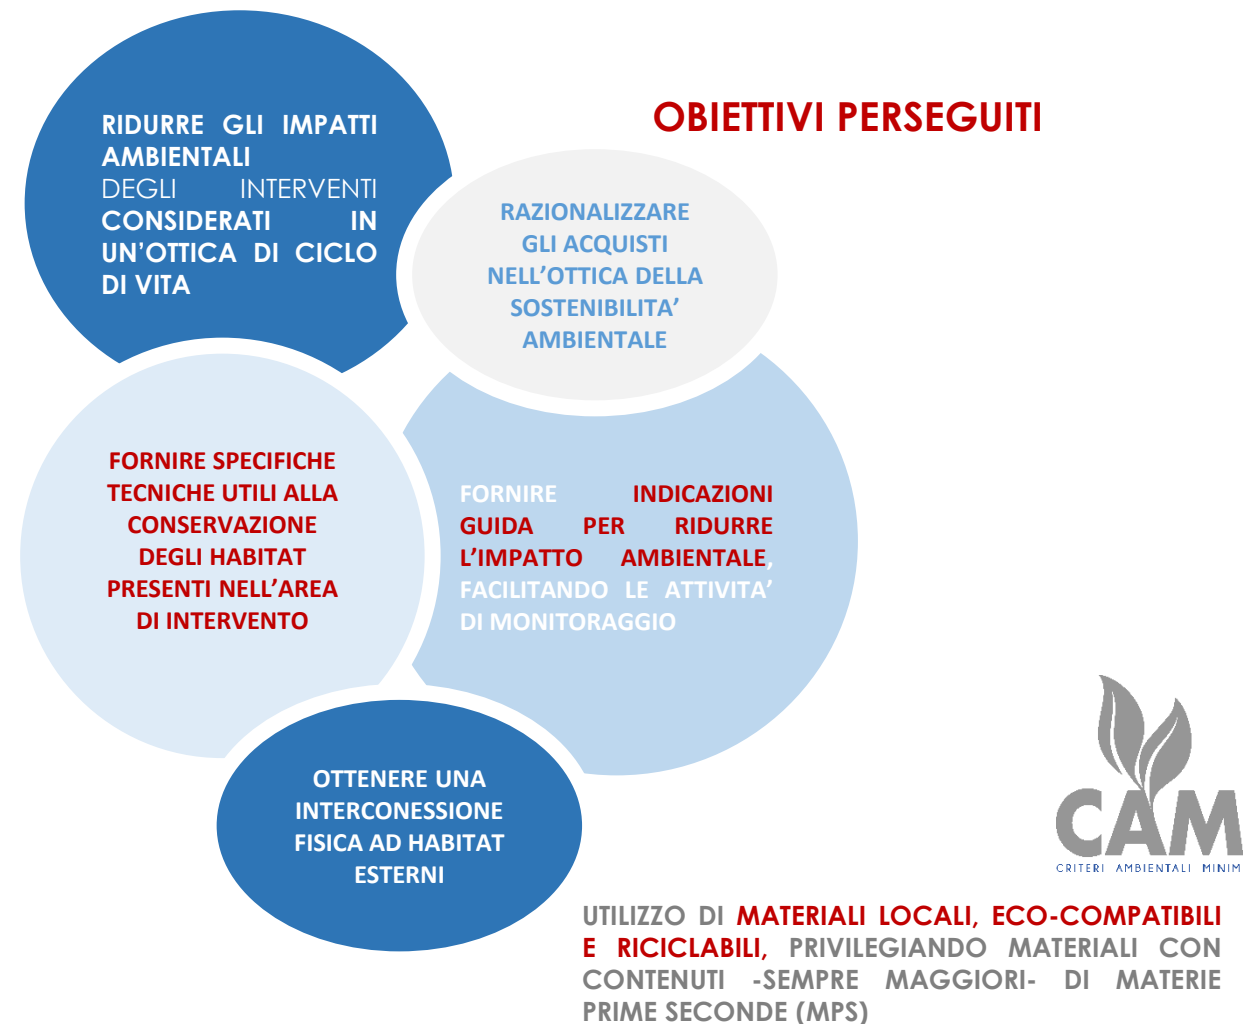 OBIETTIVI PERSEGUITI
RIDURRE GLI IMPATTI
AMBIENTALI
DEGLI INTERVENTI
CONSIDERATI IN
UN’OTTICA DI CICLO
DI VITA
RAZIONALIZZARE
GLI ACQUISTI
NELL’OTTICA DELLA
SOSTENIBILITA’
AMBIENTALE
FORNIRE SPECIFICHE
TECNICHE UTILI ALLA
CONSERVAZIONE
DEGLI HABITAT
PRESENTI NELL’AREA
DI INTERVENTO
FORNIRE INDICAZIONI
GUIDA PER RIDURRE
L’IMPATTO AMBIENTALE,
FACILITANDO LE ATTIVITA’
DI MONITORAGGIO
OTTENERE UNA
INTERCONESSIONE
FISICA AD HABITAT
ESTERNI
CAM
CRITERI AMBIENTALI MINIM
UTILIZZO DI MATERIALI LOCALI, ECO-COMPATIBILI
E RICICLABILI, PRIVILEGIANDO MATERIALI CON
CONTENUTI -SEMPRE MAGGIORI- DI MATERIE
PRIME SECONDE (MPS)